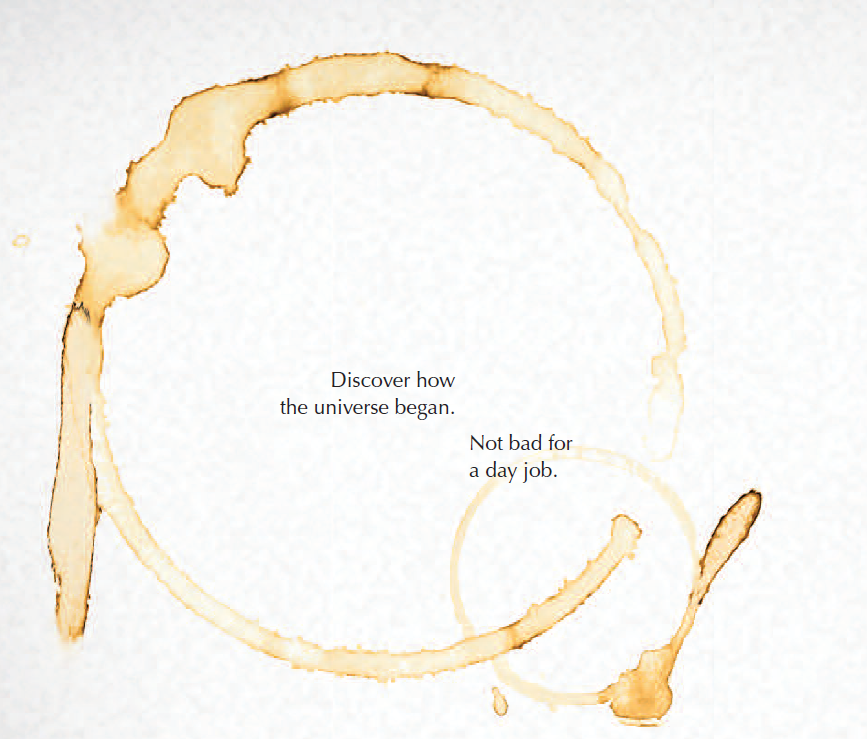 Discover how
the universe began.
Not bad for
a day job.